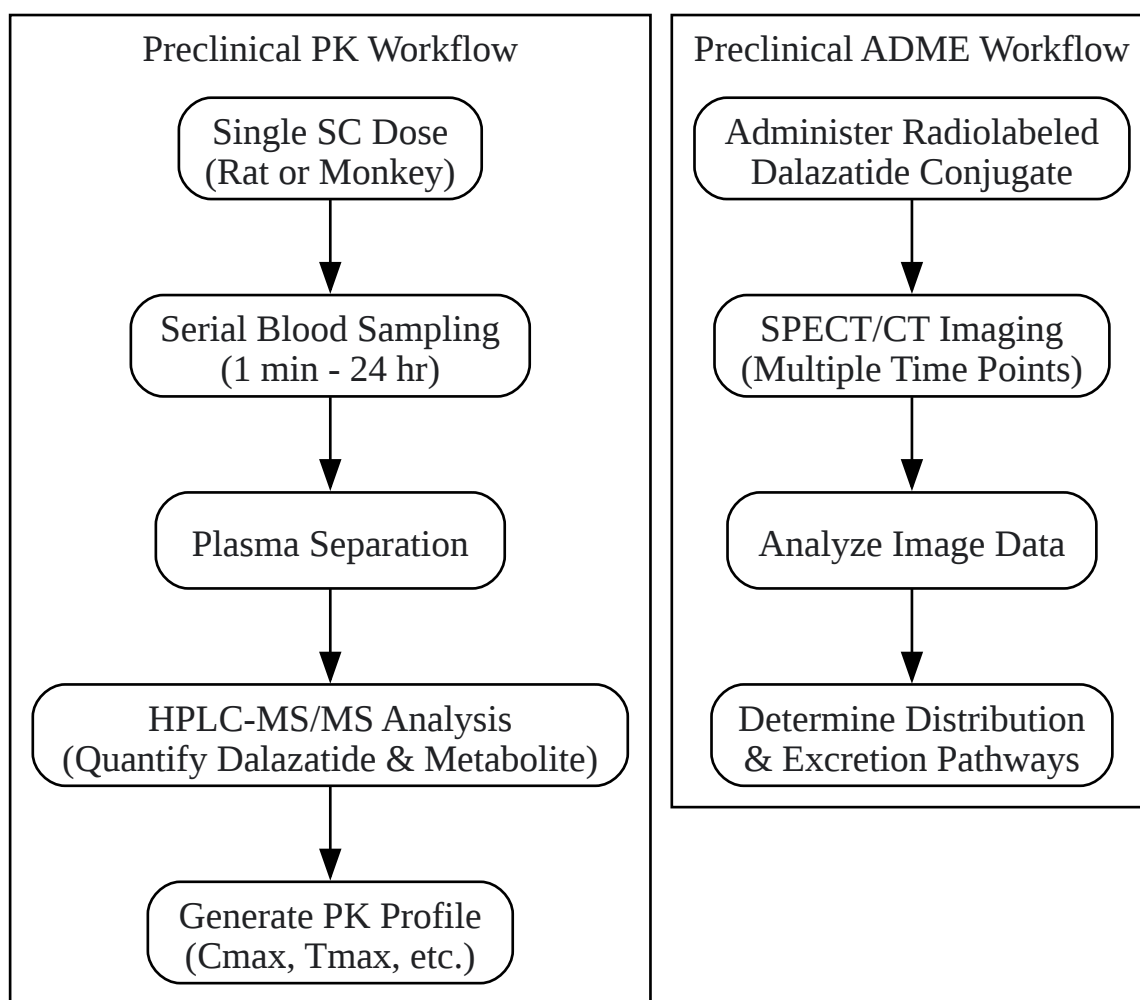 Preclinical PK Workflow
Single SC Dose
(Rat or Monkey)
Serial Blood Sampling
(1 min - 24 hr)
Plasma Separation
HPLC-MS/MS Analysis
(Quantify Dalazatide & Metabolite)
Generate PK Profile
(Cmax, Tmax, etc.)
Preclinical ADME Workflow
Administer Radiolabeled
Dalazatide Conjugate
SPECT/CT Imaging
(Multiple Time Points)
Analyze Image Data
Determine Distribution
& Excretion Pathways